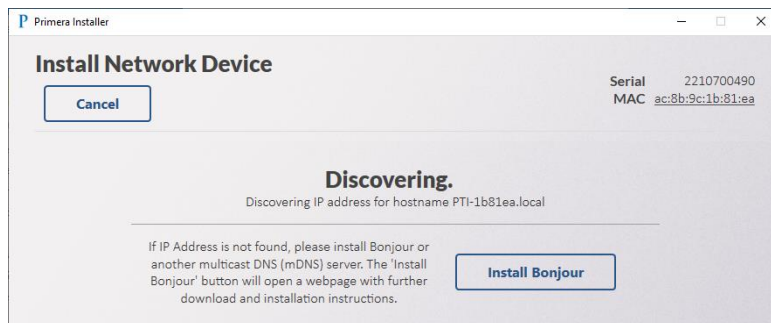 P Primera Installer
Install Network Device
Cancel
Serial 2210700490
MAC ac:8b:9c:1b:81:ea
Discovering.
Discovering IP address for hostname PTI-1b81ea.local
If IP Address is not found, please install Bonjour or
another multicast DNS (mDNS) server. The 'Install
Bonjour' button will open a webpage with further
download and installation instructions.
Install Bonjour